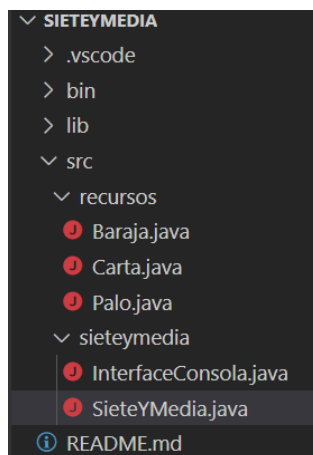 SIETEYMEDIA
.vscode
bin
lib
src
recursos
J Baraja.java
J Carta.java
J Palo.java
sieteymedia
J InterfaceConsola.java
J SieteYMedia.java
README.md